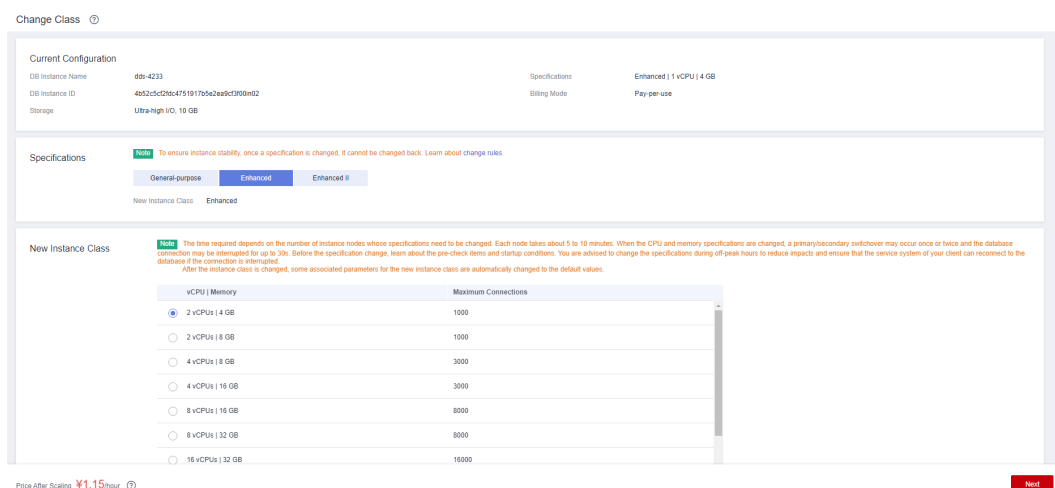 Change Class
Current Configuration
DB Instance Name dds-4233 Specifications Enhanced | 1 vCPU | 4 GB
DB Instance ID 4b52c5cf2fdc4751917b5e2ea9cf3f00in02 Billing Mode Pay-per-use
Storage Ultra-high I/O, 10 GB
Specifications Note To ensure instance stability, once a specification is changed, it cannot be changed back. Learn about change rules.
General-purpose Enhanced Enhanced II
New Instance Class Enhanced
New Instance Class Note The time required depends on the number of instance nodes whose specifications need to be changed. Each node takes about 5 to 10 minutes. When the CPU and memory specifications are changed, a primary/secondary switchover may occur once or twice and the database
connection may be interrupted for up to 30s. Before the specification change, learn about the pre-check items and startup conditions. You are advised to change the specifications during off-peak hours to reduce impacts and ensure that the service system of your client can reconnect to the
database if the connection is interrupted.
After the instance class is changed, some associated parameters for the new instance class are automatically changed to the default values.
vCPU | Memory Maximum Connections
2 vCPUs | 4 GB 1000
2 vCPUs | 8 GB 1000
4 vCPUs | 8 GB 3000
4 vCPUs | 16 GB 3000
8 vCPUs | 16 GB 8000
8 vCPUs | 32 GB 8000
16 vCPUs | 32 GB 16000
Price After Scaling ¥1.15/hour Next